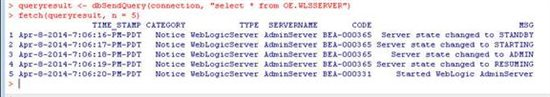 > queryresult <- dbSendQuery(connection, "select * from OE.WLSSERVER")
> fetch(queryresult, n = 5)
TIME_STAMP CATEGORY TYPE SERVERNAME CODE MSG
1 Apr-8-2014-7:06:16-PM-PDT Notice WebLogicServer AdminServer BEA-000365 Server state changed to STANDBY
2 Apr-8-2014-7:06:17-PM-PDT Notice WebLogicServer AdminServer BEA-000365 Server state changed to STARTING
3 Apr-8-2014-7:06:18-PM-PDT Notice WebLogicServer AdminServer BEA-000365 Server state changed to ADMIN
4 Apr-8-2014-7:06:19-PM-PDT Notice WebLogicServer AdminServer BEA-000365 Server state changed to RESUMING
5 Apr-8-2014-7:06:20-PM-PDT Notice WebLogicServer AdminServer BEA-000331 Started WebLogic AdminServer
>